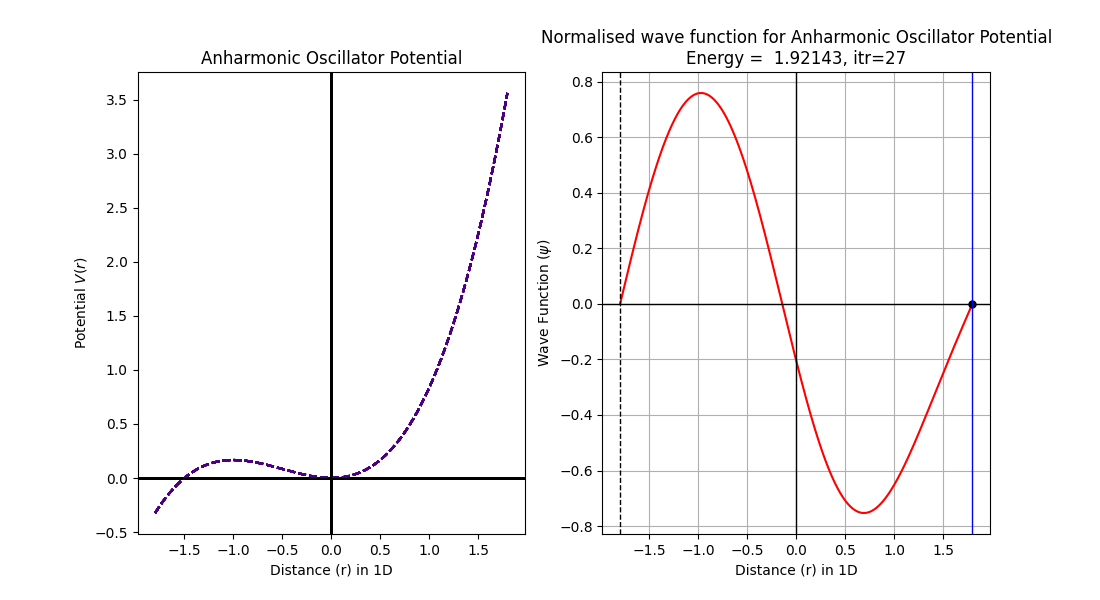 Anharmonic Oscillator Potential
Potential V(r)
3.5
3.0
2.5
2.0
1.5
1.0
0.5
0.0
−0.5
−1.5 −1.0 −0.5 0.0 0.5 1.0 1.5
Distance (r) in 1D
Normalised wave function for Anharmonic Oscillator Potential
Energy =  1.92143, itr=27
Wave Function (ψ)
0.8
0.6
0.4
0.2
0.0
−0.2
−0.4
−0.6
−0.8
−1.5 −1.0 −0.5 0.0 0.5 1.0 1.5
Distance (r) in 1D